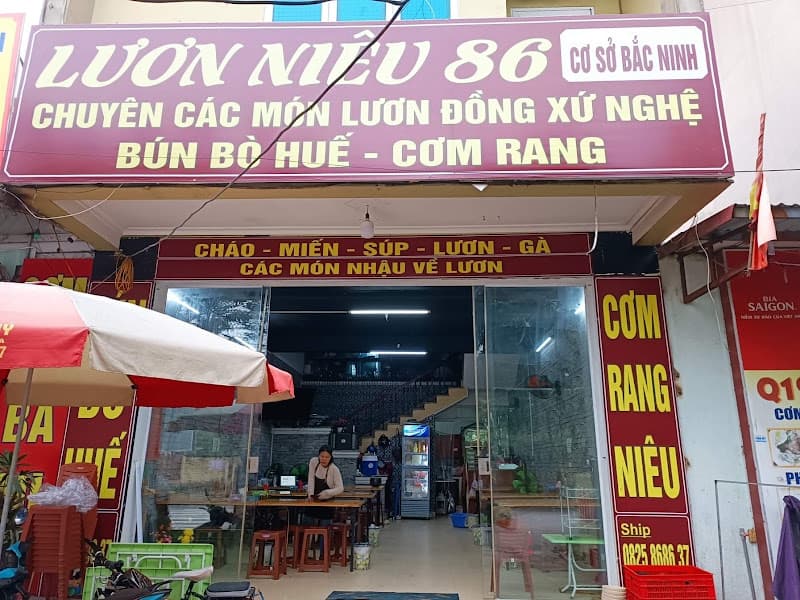 LƯƠN NIÊU 86
CƠ SỞ BẮC NINH
CHUYÊN CÁC MÓN LƯƠN ĐỒNG XỨ NGHỆ
BÚN BÒ HUẾ - CƠM RANG
CHÁO - MIẾN - SÚP - LƯƠN - GÀ
CÁC MÓN NHẬU VỀ LƯƠN
CƠM
RANG
NIÊU
Ship
0825 8686 37
CƠM
BA
HUẾ
BIA
SAIGON